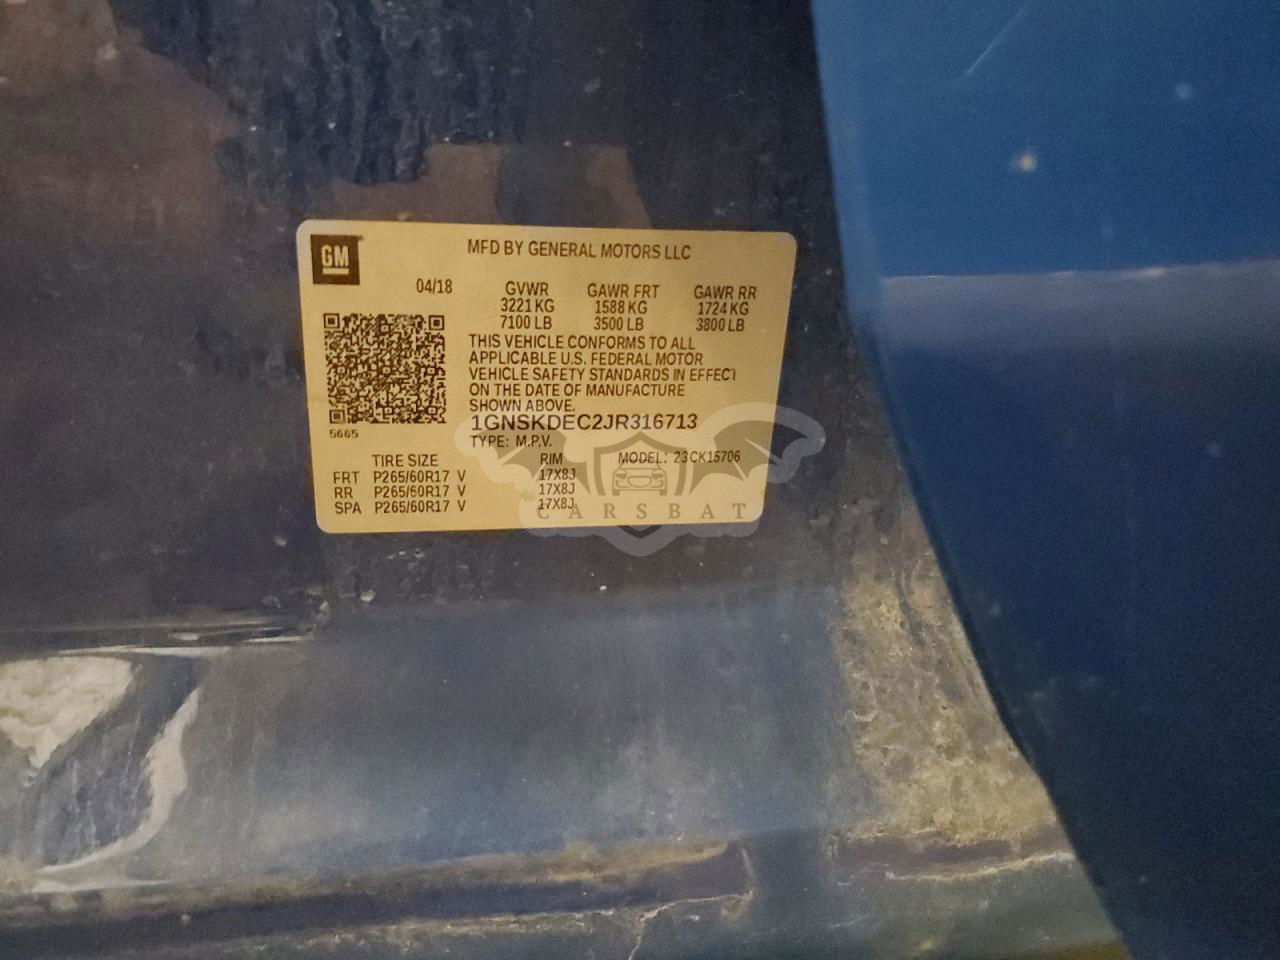 GM
MFD BY GENERAL MOTORS LLC
04/18 GVWR GAWR FRT GAWR RR
3221 KG 1588 KG 1724 KG
7100 LB 3500 LB 3800 LB
THIS VEHICLE CONFORMS TO ALL
APPLICABLE U.S. FEDERAL MOTOR
VEHICLE SAFETY STANDARDS IN EFFECT
ON THE DATE OF MANUFACTURE
SHOWN ABOVE.
1GNSKDEC2JR316713
5665
TYPE: M.P.V.
TIRE SIZE RIM MODEL: 23CK15706
FRT P265/60R17 V 17X8J
RR P265/60R17 V 17X8J
SPA P265/60R17 V 17X8J
CARSBAT